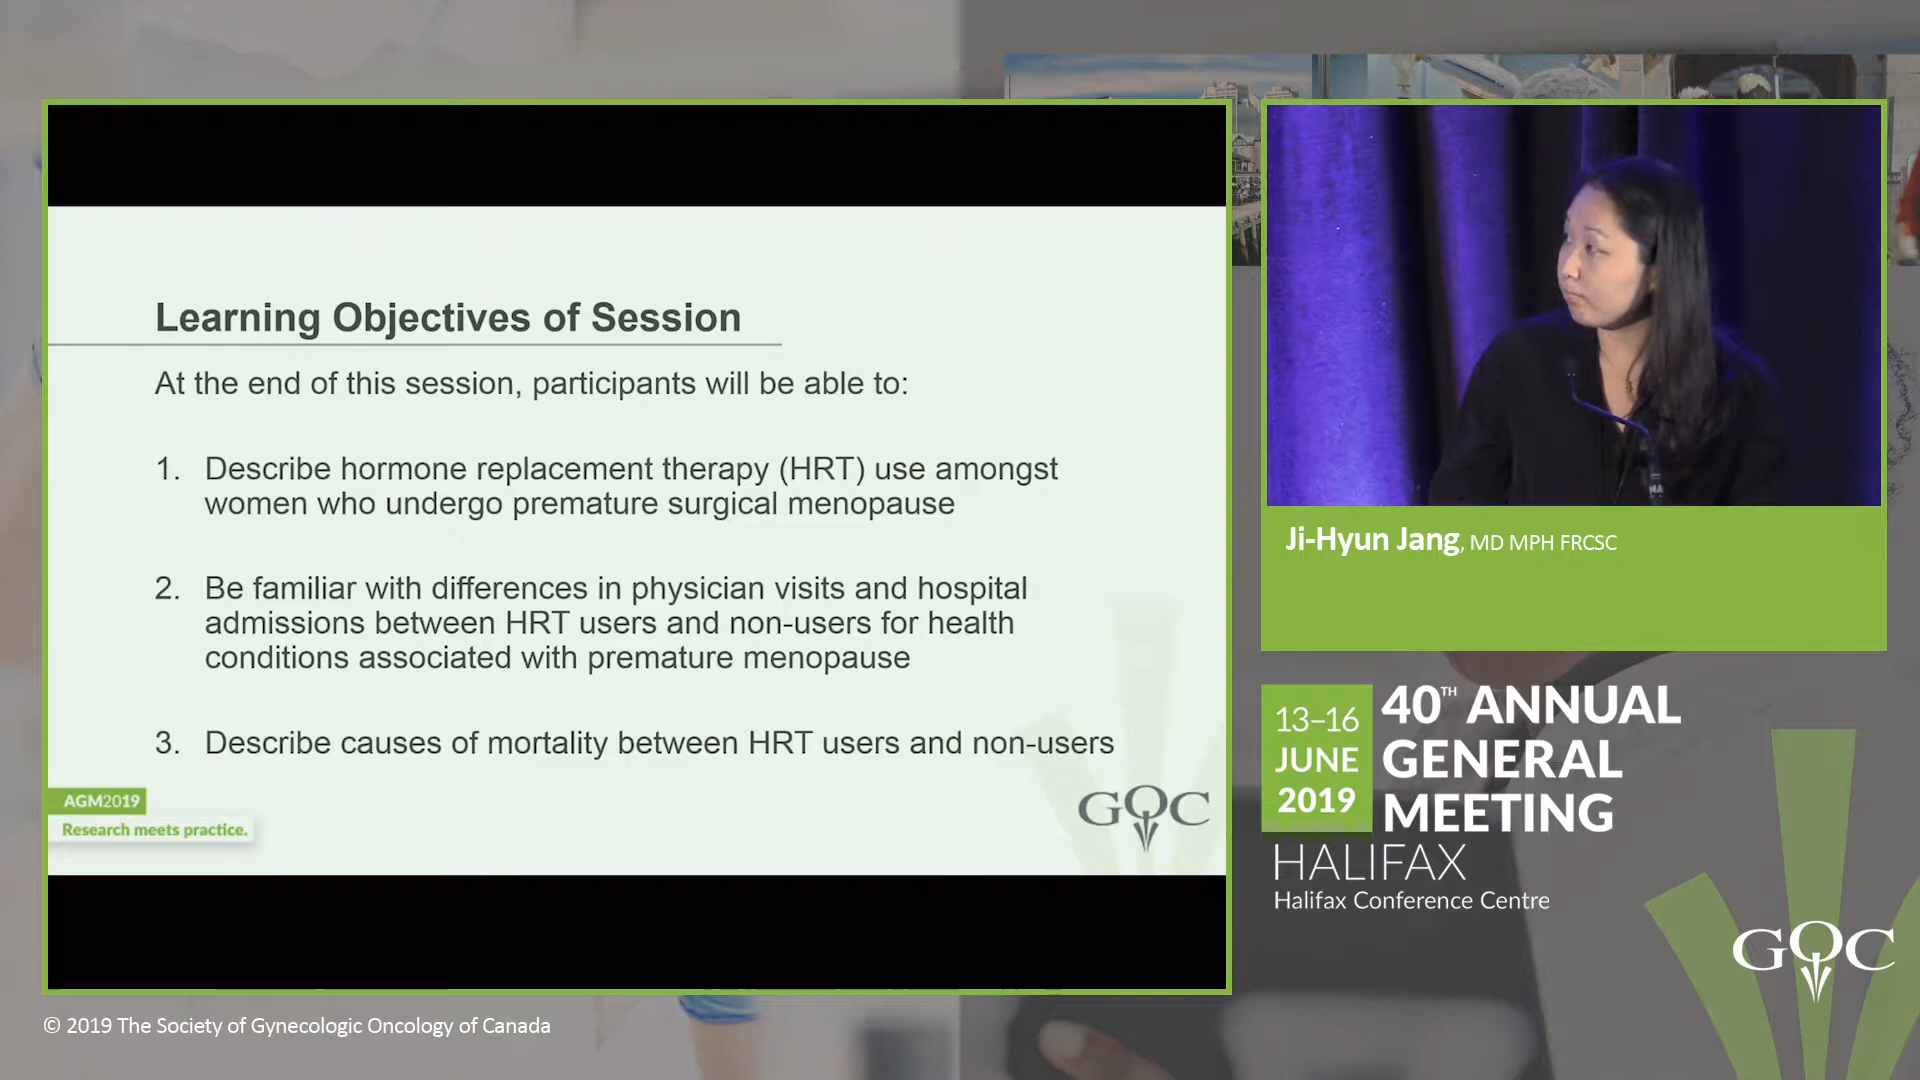 Learning Objectives of Session
At the end of this session, participants will be able to:
1. Describe hormone replacement therapy (HRT) use amongst
women who undergo premature surgical menopause
2. Be familiar with differences in physician visits and hospital
admissions between HRT users and non-users for health
conditions associated with premature menopause
3. Describe causes of mortality between HRT users and non-users
AGM2019
Research meets practice.
GOC
Ji-Hyun Jang, MD MPH FRCSC
13–16
JUNE
2019
40TH ANNUAL
GENERAL
MEETING
HALIFAX
Halifax Conference Centre
GOC
© 2019 The Society of Gynecologic Oncology of Canada